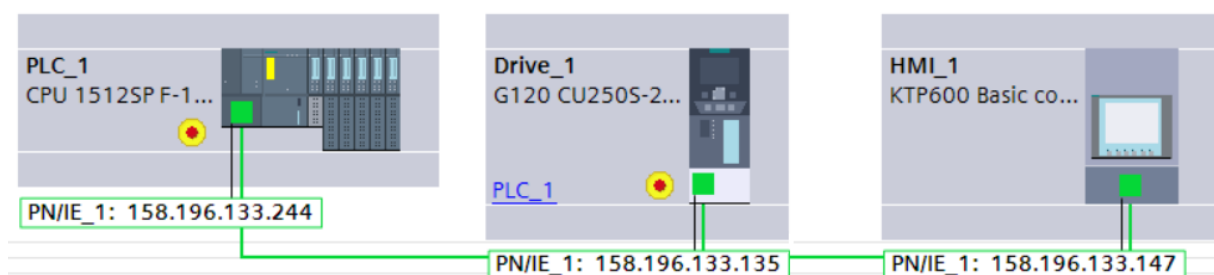 PLC_1
CPU 1512SP F-1...
PN/IE_1: 158.196.133.244
Drive_1
G120 CU250S-2...
PLC_1
PN/IE_1: 158.196.133.135
HMI_1
KTP600 Basic co...
PN/IE_1: 158.196.133.147